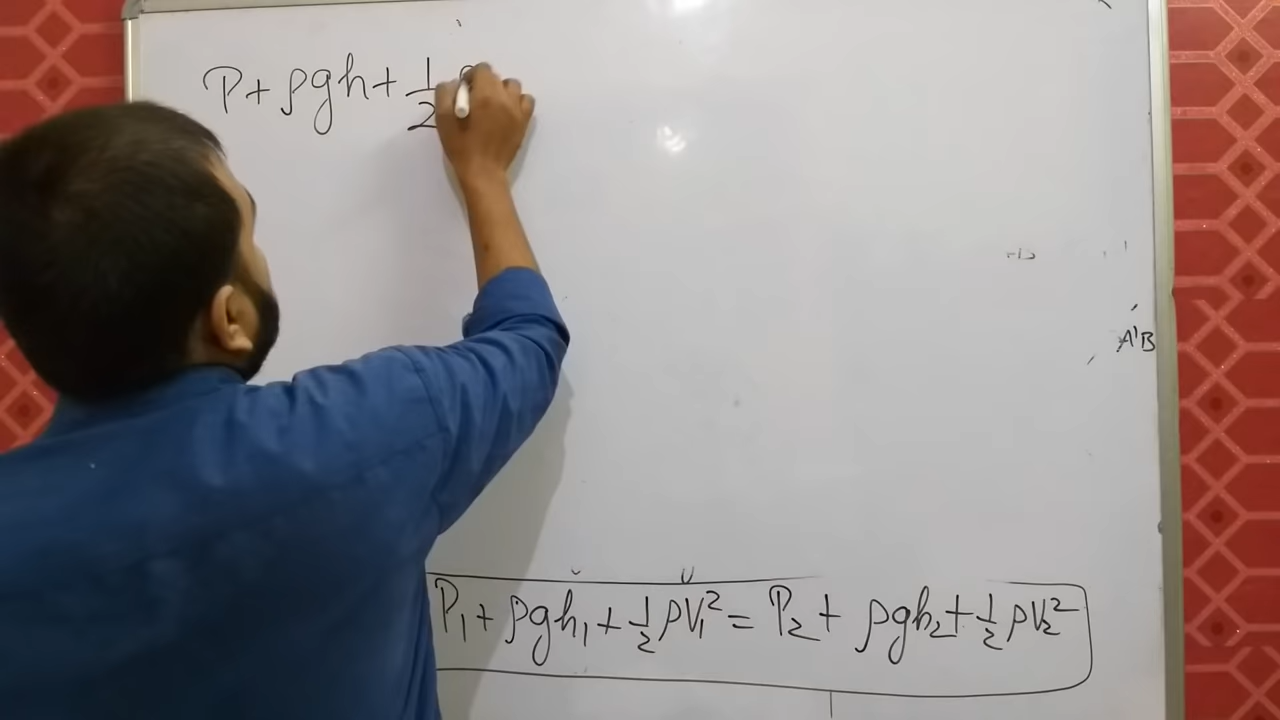 P + ρgh + 1/2 ρ
A'B
P₁ + ρgh₁ + 1/2 ρV₁² = P₂ + ρgh₂ + 1/2 ρV₂²